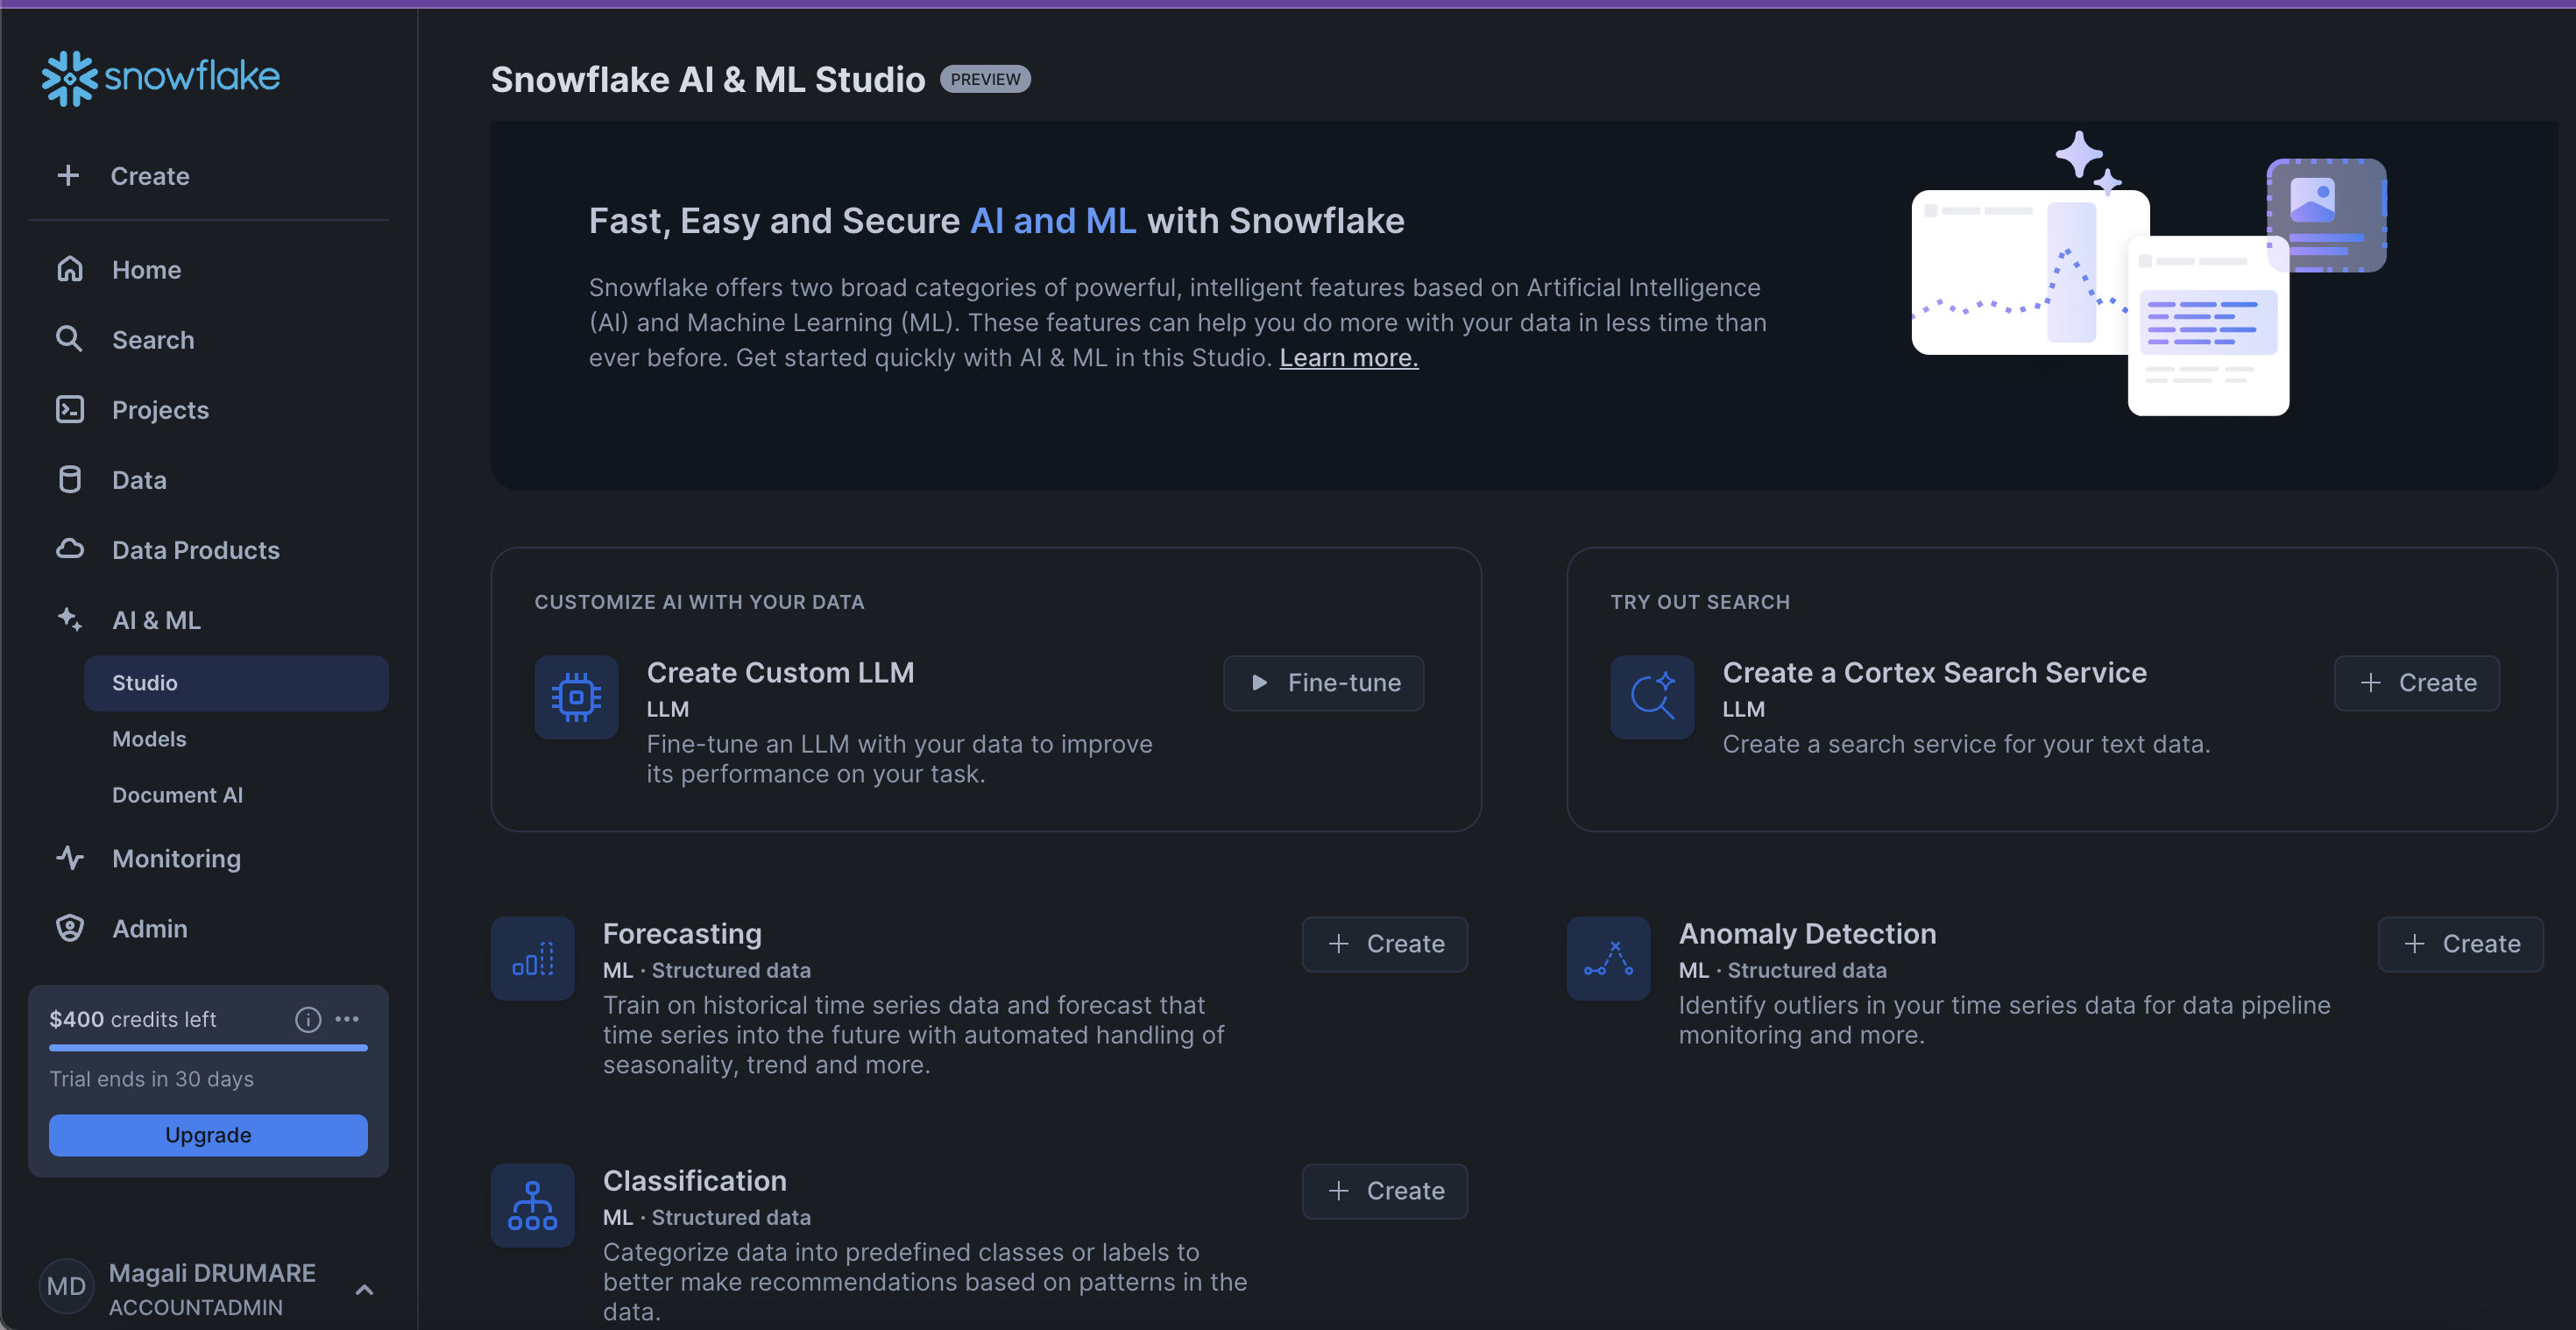 snowflake
Create
Home
Search
Projects
Data
Data Products
AI & ML
Studio
Models
Document AI
Monitoring
Admin
$400 credits left
Trial ends in 30 days
Upgrade
MD
Magali DRUMARE
ACCOUNTADMIN
Snowflake AI & ML Studio PREVIEW
Fast, Easy and Secure AI and ML with Snowflake
Snowflake offers two broad categories of powerful, intelligent features based on Artificial Intelligence
(AI) and Machine Learning (ML). These features can help you do more with your data in less time than
ever before. Get started quickly with AI & ML in this Studio. Learn more.
CUSTOMIZE AI WITH YOUR DATA
Create Custom LLM
LLM
Fine-tune an LLM with your data to improve
its performance on your task.
Fine-tune
TRY OUT SEARCH
Create a Cortex Search Service
LLM
Create a search service for your text data.
Create
Forecasting
ML · Structured data
Train on historical time series data and forecast that
time series into the future with automated handling of
seasonality, trend and more.
Create
Anomaly Detection
ML · Structured data
Identify outliers in your time series data for data pipeline
monitoring and more.
Create
Classification
ML · Structured data
Categorize data into predefined classes or labels to
better make recommendations based on patterns in the
data.
Create